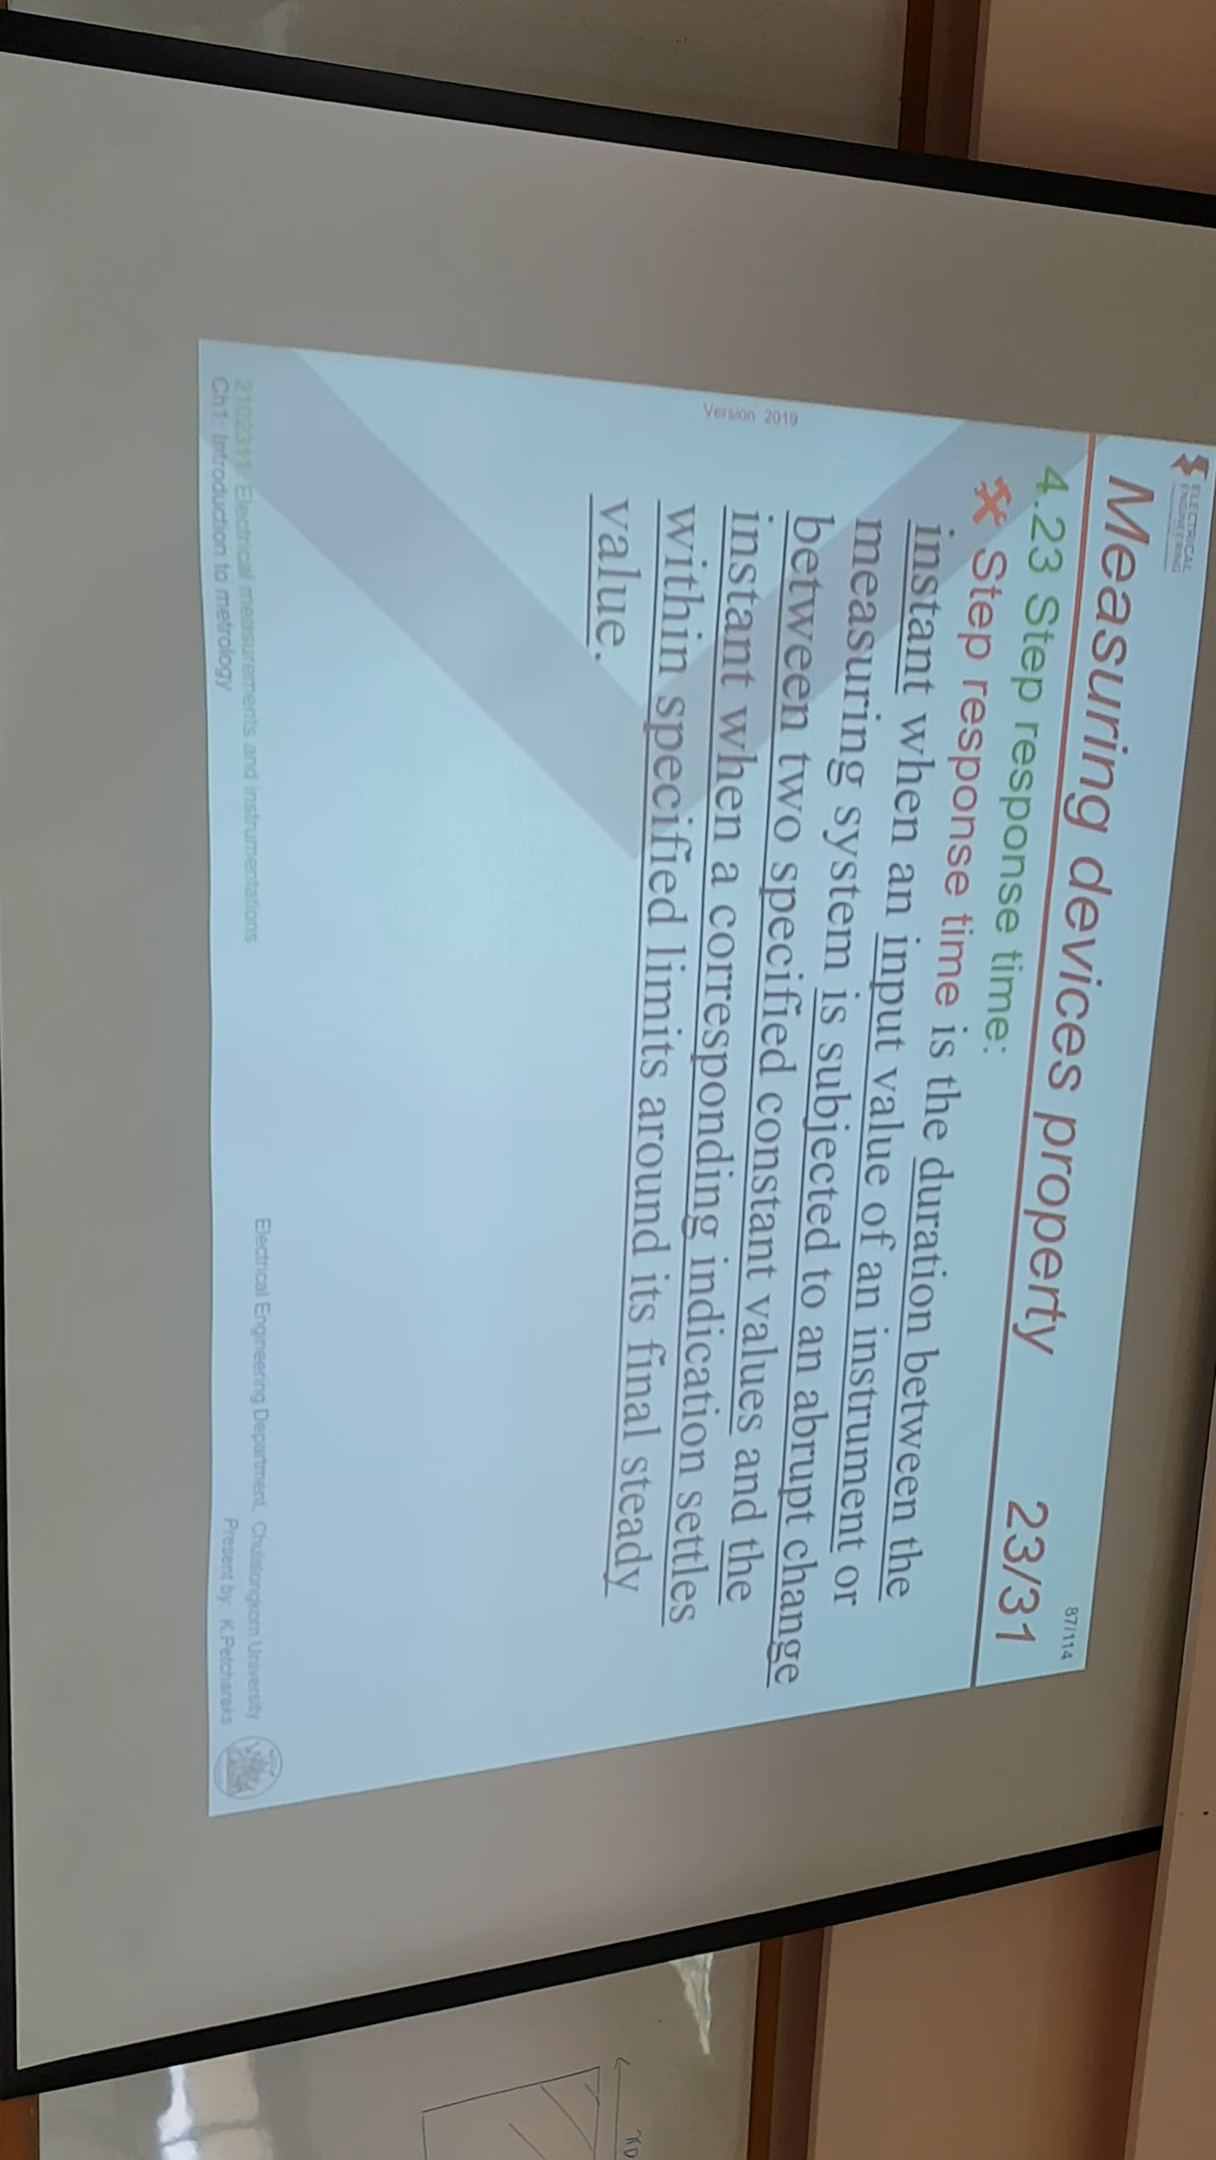 ELECTRICAL
ENGINEERING
87/114
Measuring devices property 23/31
4.23 Step response time:
Step response time is the duration between the
instant when an input value of an instrument or
measuring system is subjected to an abrupt change
between two specified constant values and the
instant when a corresponding indication settles
within specified limits around its final steady
value.
Version 2019
2102311 Electrical measurements and instrumentations
Ch1: Introduction to metrology
Electrical Engineering Department, Chulalongkorn University
Present by: K.Petcharaks